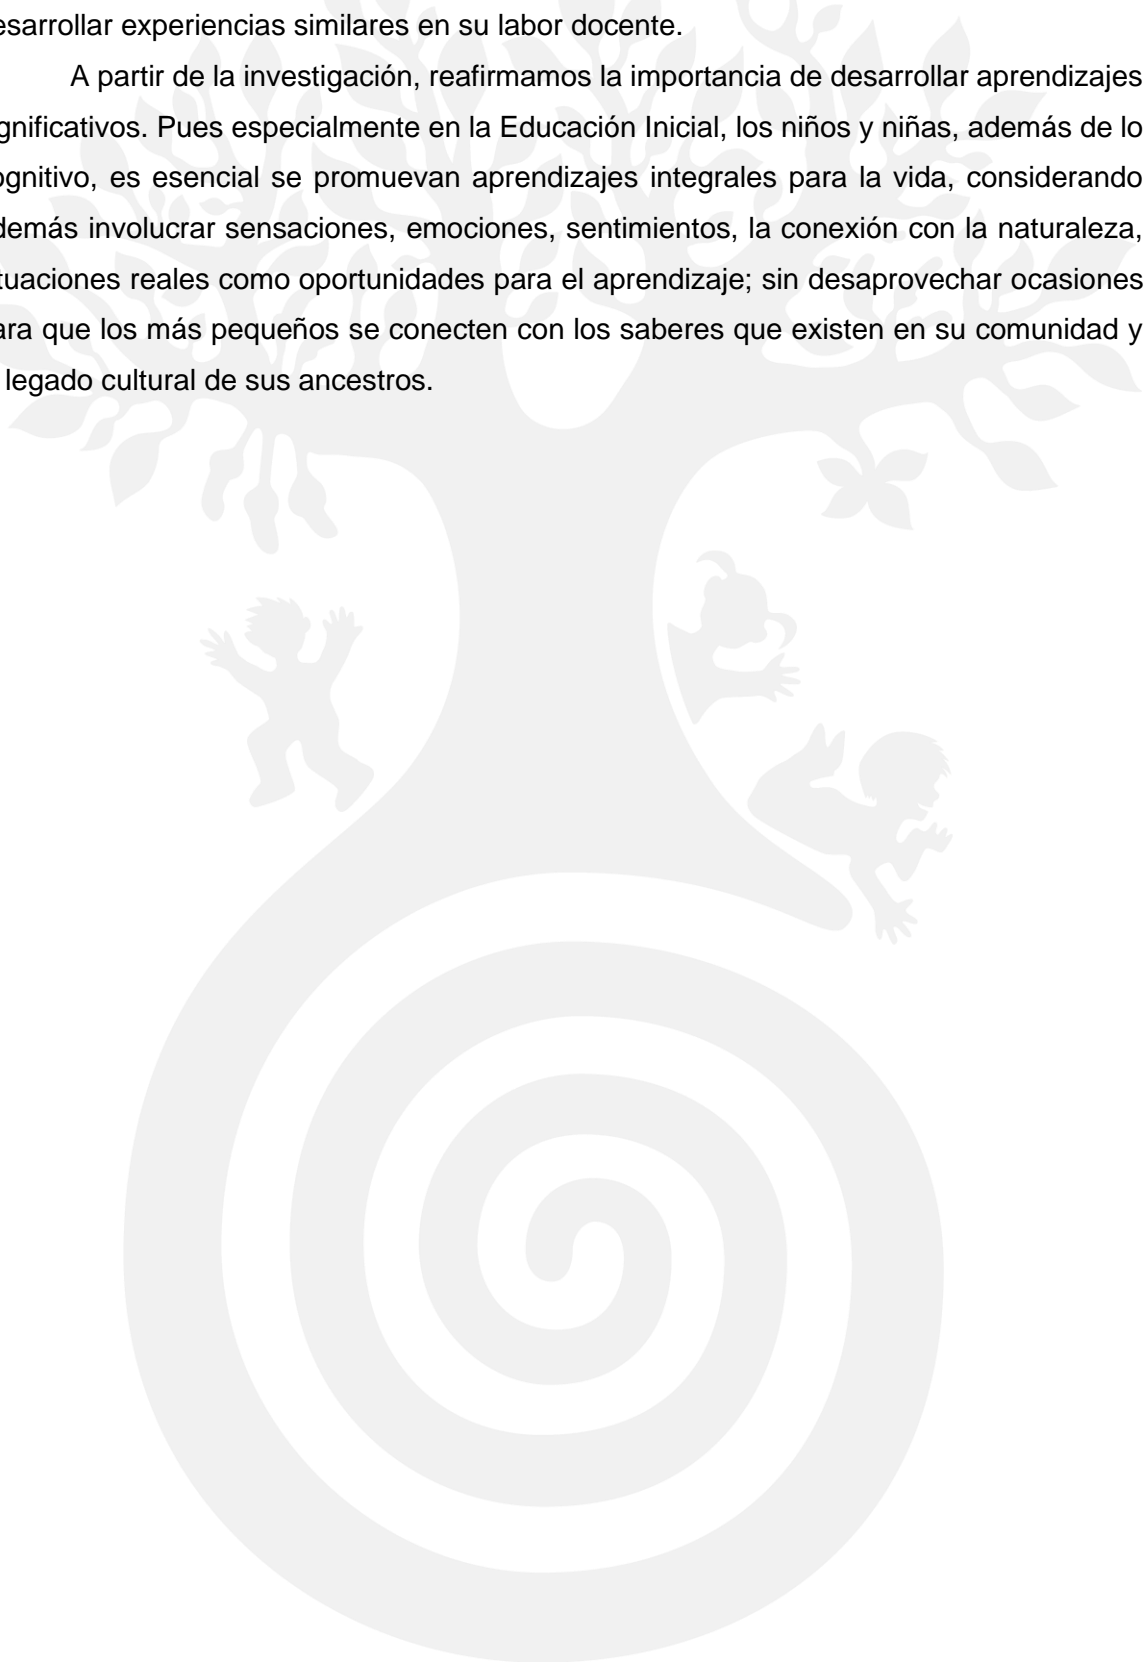 esarrollar experiencias similares en su labor docente.
A partir de la investigación, reafirmamos la importancia de desarrollar aprendizajes
gnificativos. Pues especialmente en la Educación Inicial, los niños y niñas, además de lo
ognitivo, es esencial se promuevan aprendizajes integrales para la vida, considerando
demás involucrar sensaciones, emociones, sentimientos, la conexión con la naturaleza,
tuaciones reales como oportunidades para el aprendizaje; sin desaprovechar ocasiones
ara que los más pequeños se conecten con los saberes que existen en su comunidad y
legado cultural de sus ancestros.